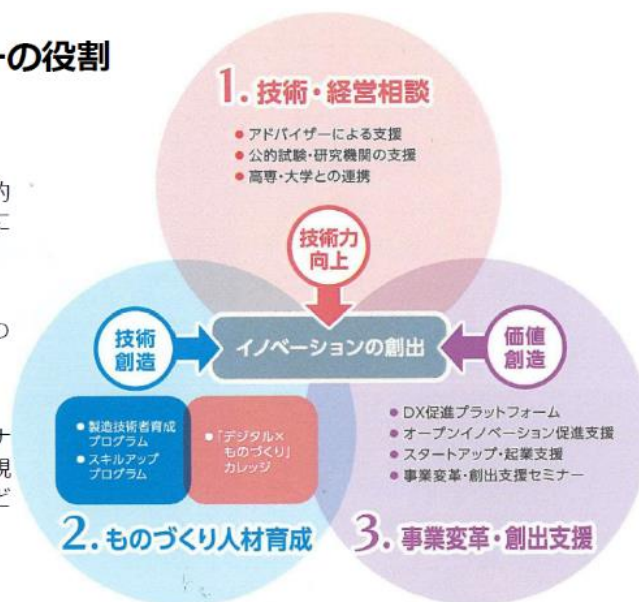 ーの役割
的
に
つ
ナ
現
ど
1. 技術・経営相談
● アドバイザーによる支援
● 公的試験・研究機関の支援
● 高専・大学との連携
技術力
向上
技術
創造
イノベーションの創出
価値
創造
● 製造技術者育成
プログラム
● スキルアップ
プログラム
● 「デジタル×
ものづくり」
カレッジ
2. ものづくり人材育成
● DX促進プラットフォーム
● オープンイノベーション促進支援
● スタートアップ・起業支援
● 事業変革・創出支援セミナー
3. 事業変革・創出支援